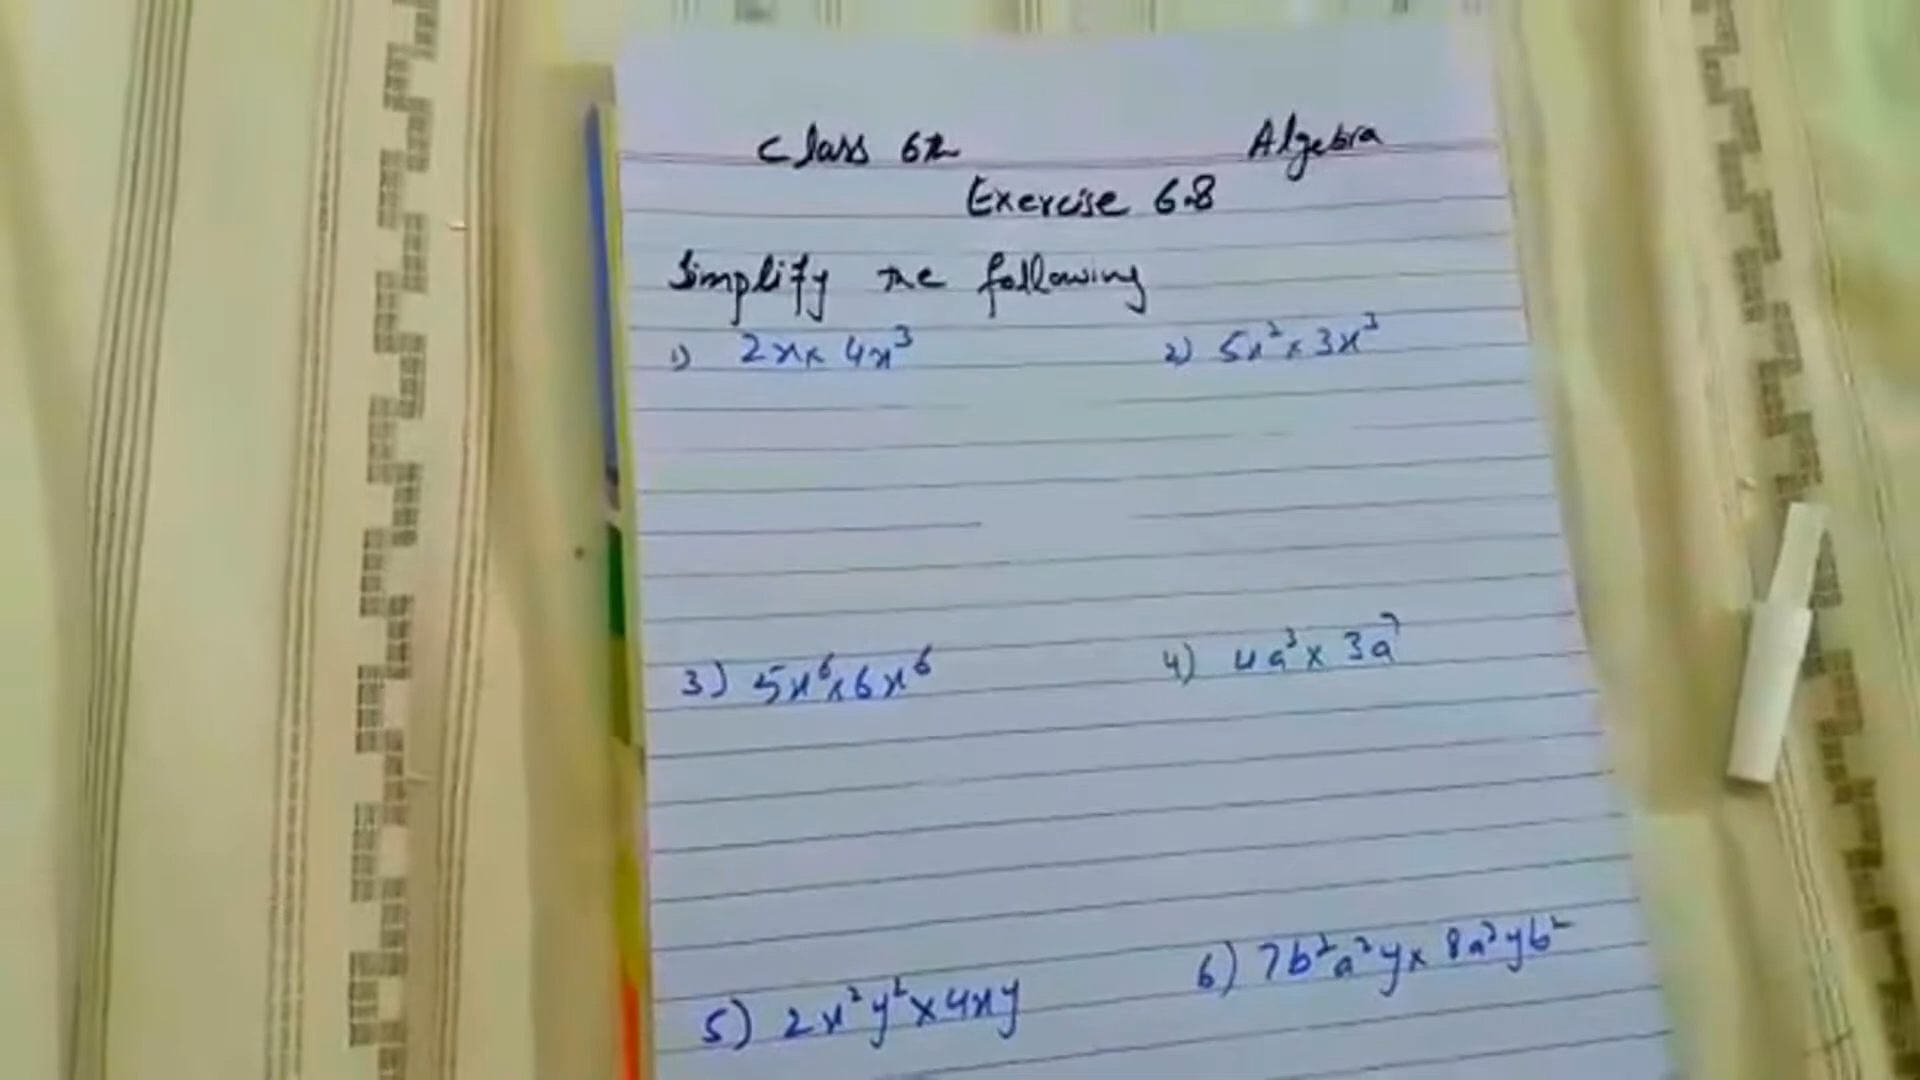 Class 6th Algebra
Exercise 6.8
Simplify the following
1) 2x × 4x³ 2) 5x² × 3x³
3) 5x⁶ × 6x⁶ 4) 4a³ × 3a⁷
5) 2x²y² × 4xy 6) 7b²a²y × 8a²yb²